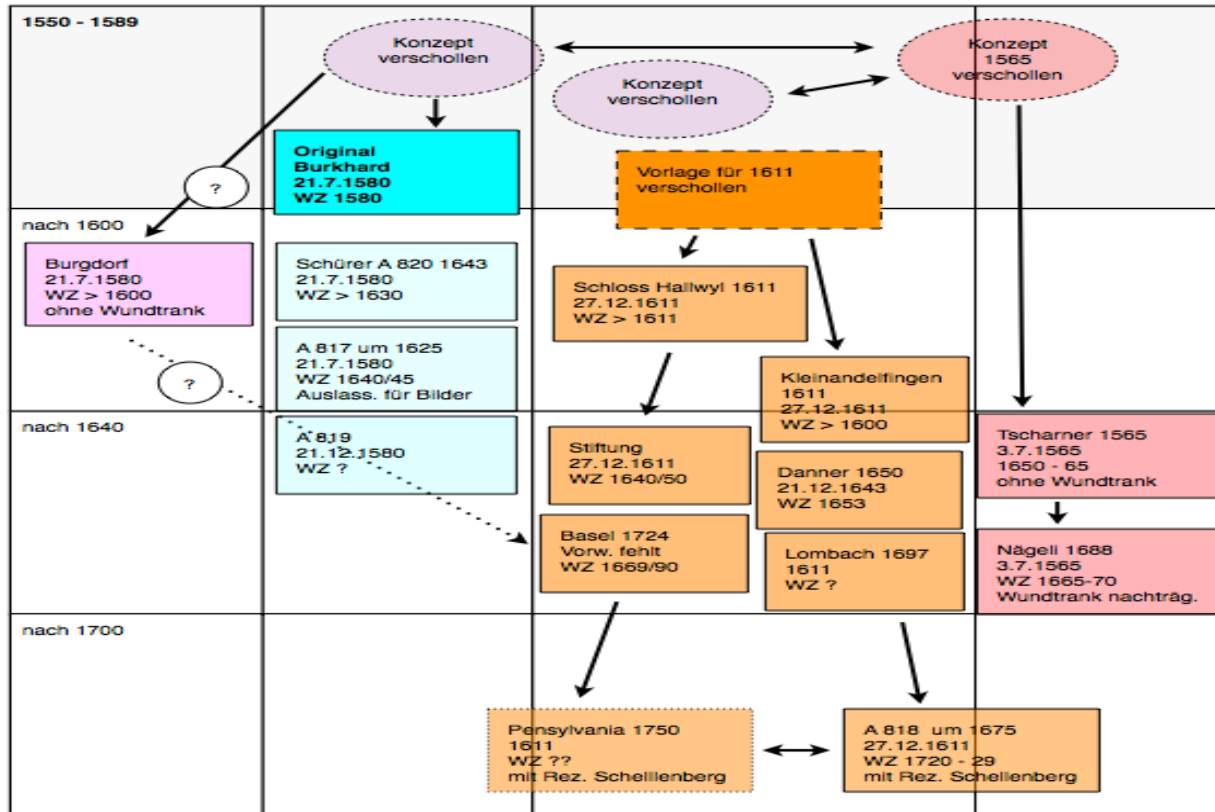 1550 - 1589
Konzept
verschollen
Konzept
1565
verschollen
Konzept
verschollen
Original
Burkhard
21.7.1580
WZ 1580
Vorlage für 1611
verschollen
?
nach 1600
Burgdorf
21.7.1580
WZ > 1600
ohne Wundtrank
Schürer A 820 1643
21.7.1580
WZ > 1630
Schloss Hallwyl 1611
27.12.1611
WZ > 1611
A 817 um 1625
21.7.1580
WZ 1640/45
Auslass. für Bilder
?
Kleinandelfingen
1611
27.12.1611
WZ > 1600
nach 1640
A 819
21.12.1580
WZ ?
Stiftung
27.12.1611
WZ 1640/50
Danner 1650
21.12.1643
WZ 1653
Tscharner 1565
3.7.1565
1650 - 65
ohne Wundtrank
Basel 1724
Vorw. fehlt
WZ 1669/90
Lombach 1697
1611
WZ ?
Nägeli 1688
3.7.1565
WZ 1665-70
Wundtrank nachträg.
nach 1700
Pensylvania 1750
1611
WZ ??
mit Rez. Schelllenberg
A 818 um 1675
27.12.1611
WZ 1720 - 29
mit Rez. Schellenberg